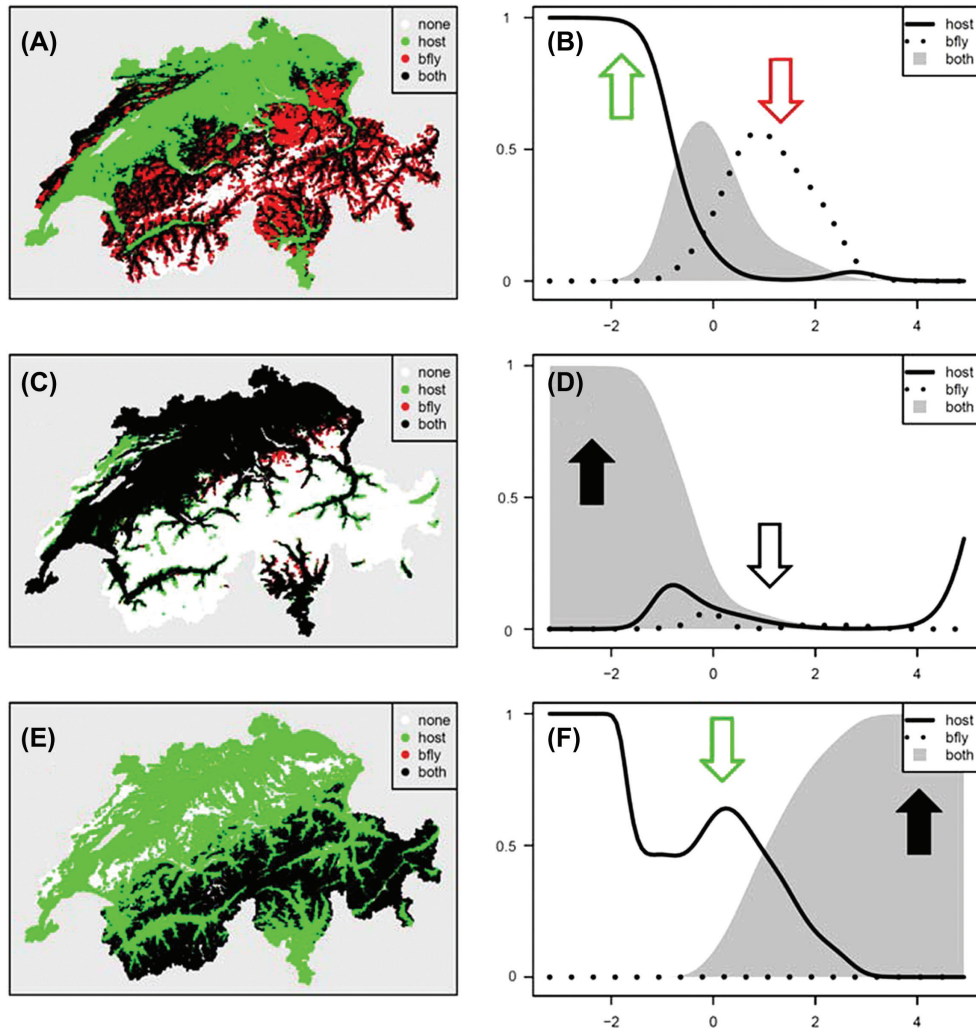 (A)
none
host
bfly
both
(B)
host
bfly
both
1
0.5
0
−2
0
2
4
(C)
none
host
bfly
both
(D)
host
bfly
both
1
0.5
0
−2
0
2
4
(E)
none
host
bfly
both
(F)
host
bfly
both
1
0.5
0
−2
0
2
4